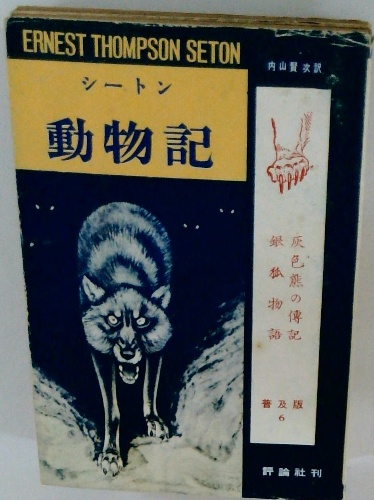 ERNEST THOMPSON SETON
シートン
動物記
内山賢次訳
灰色熊の傳記
銀狐物語
普及版
6
評論社刊